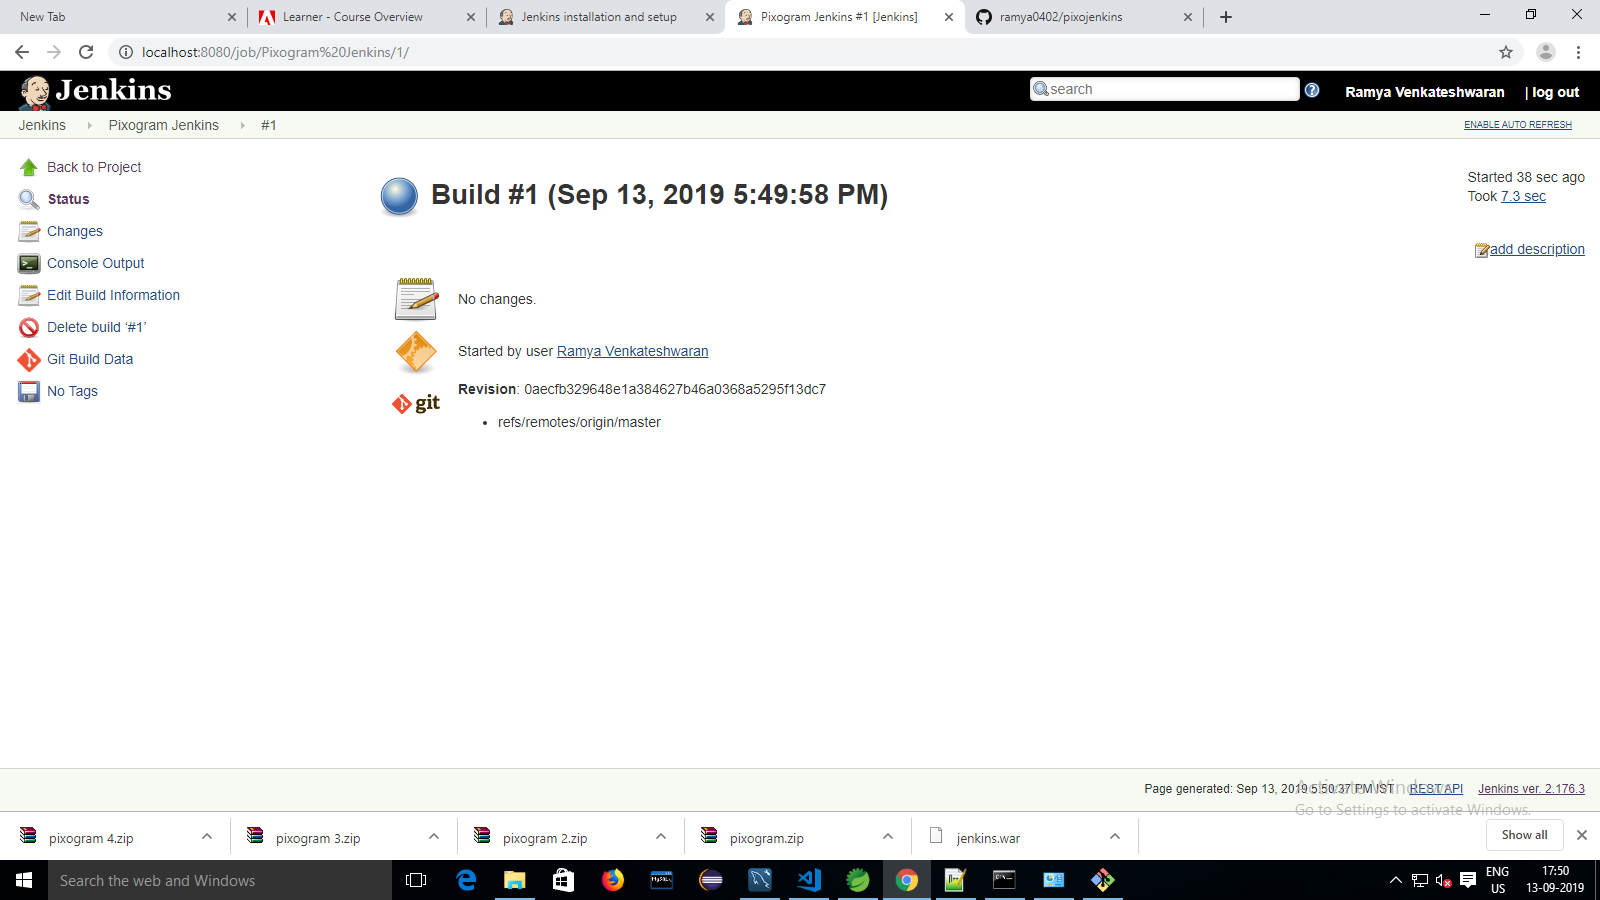 New Tab
Learner - Course Overview
Jenkins installation and setup
Pixogram Jenkins #1 [Jenkins]
ramya0402/pixojenkins
localhost:8080/job/Pixogram%20Jenkins/1/
Jenkins
search
Ramya Venkateshwaran
| log out
Jenkins
Pixogram Jenkins
#1
ENABLE AUTO REFRESH
Back to Project
Status
Changes
Console Output
Edit Build Information
Delete build ‘#1’
Git Build Data
No Tags
Build #1 (Sep 13, 2019 5:49:58 PM)
Started 38 sec ago
Took 7.3 sec
add description
No changes.
Started by user Ramya Venkateshwaran
git
Revision: 0aecfb329648e1a384627b46a0368a5295f13dc7
• refs/remotes/origin/master
Page generated: Sep 13, 2019 5:50:37 PM IST
REST API
Jenkins ver. 2.176.3
Activate Windows
Go to Settings to activate Windows.
pixogram 4.zip
pixogram 3.zip
pixogram 2.zip
pixogram.zip
jenkins.war
Show all
Search the web and Windows
MySQL
ENG
US
17:50
13-09-2019